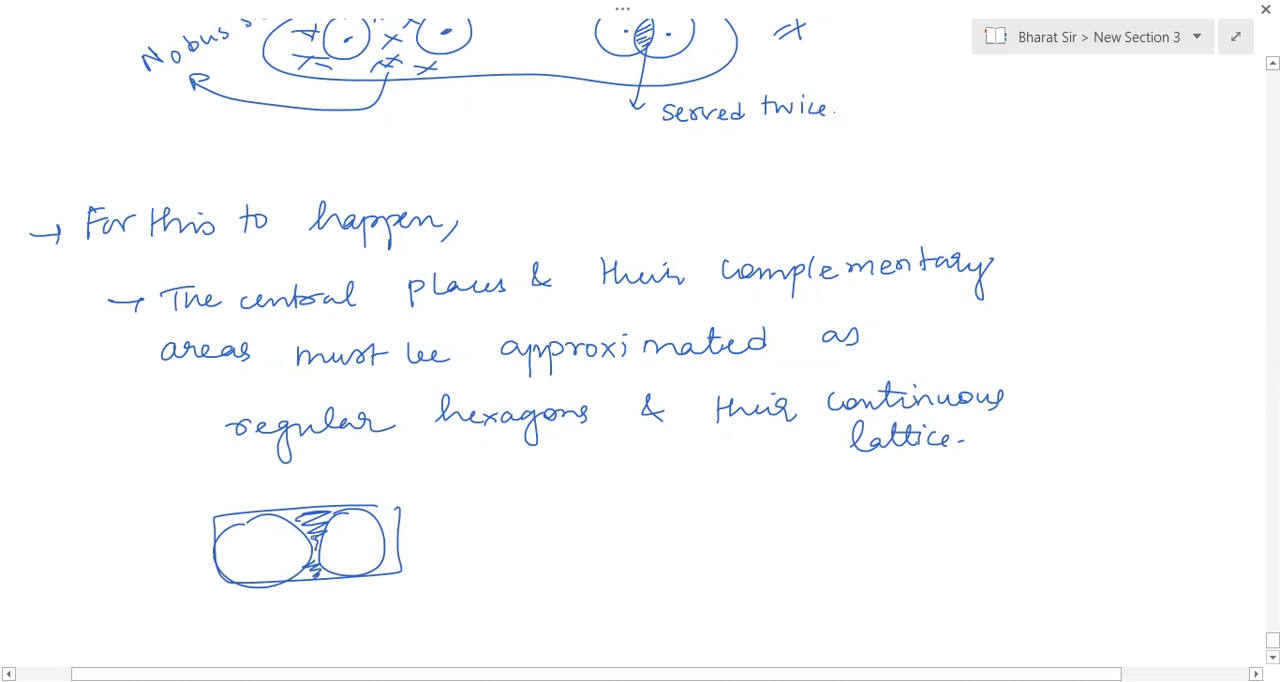 Bharat Sir > New Section 3
Served twice.
→ For this to happen,
→ The central places & their complementary
areas must be approximated as
regular hexagons & their continuous
lattice.